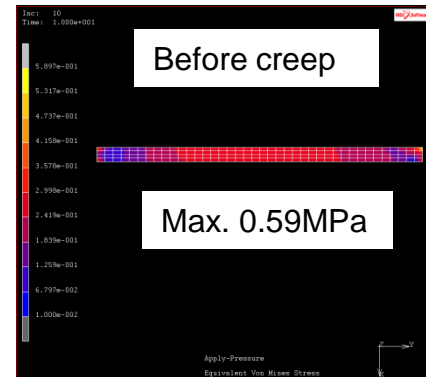 Inc: 10
Time: 1.000e+001
MSC Software
Before creep
5.897e-001
5.317e-001
4.737e-001
4.158e-001
3.578e-001
2.998e-001
2.419e-001
1.839e-001
1.259e-001
6.797e-002
1.000e-002
Max. 0.59MPa
Z
Y
X
Apply-Pressure
Equivalent Von Mises Stress